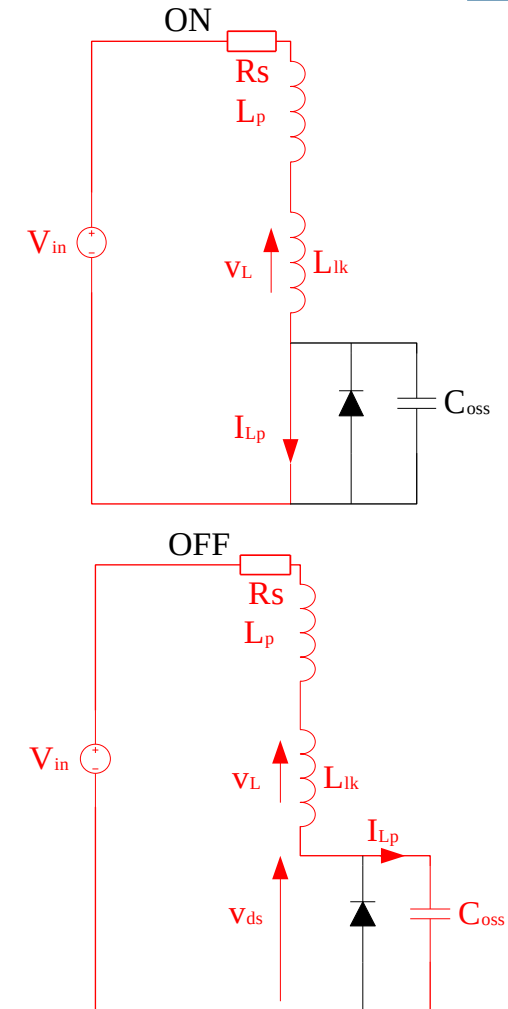 ON
Rs
Lp
Vin
+
−
vL
Llk
ILp
Coss
OFF
Rs
Lp
Vin
+
−
vL
Llk
ILp
vds
Coss